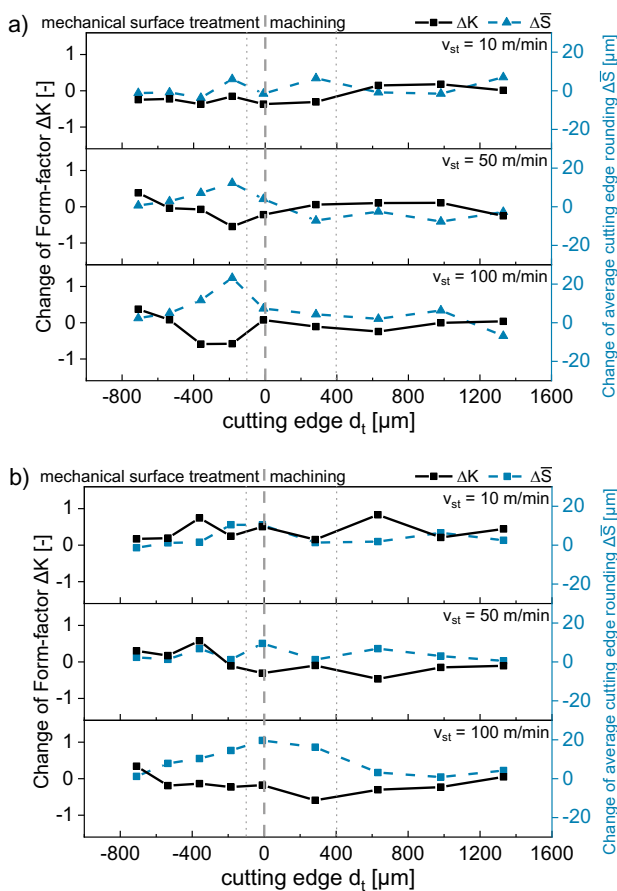 a)
mechanical surface treatment machining
ΔK
ΔS̅
Change of Form-factor ΔK [-]
Change of average cutting edge rounding ΔS̅ [µm]
v_st = 10 m/min
1
0
-1
20
0
-20
v_st = 50 m/min
1
0
-1
20
0
-20
v_st = 100 m/min
1
0
-1
20
0
-20
-800 -400 0 400 800 1200 1600
cutting edge d_t [µm]
b)
mechanical surface treatment machining
ΔK
ΔS̅
Change of Form-factor ΔK [-]
Change of average cutting edge rounding ΔS̅ [µm]
v_st = 10 m/min
1
0
-1
20
0
-20
v_st = 50 m/min
1
0
-1
20
0
-20
v_st = 100 m/min
1
0
-1
20
0
-20
-800 -400 0 400 800 1200 1600
cutting edge d_t [µm]